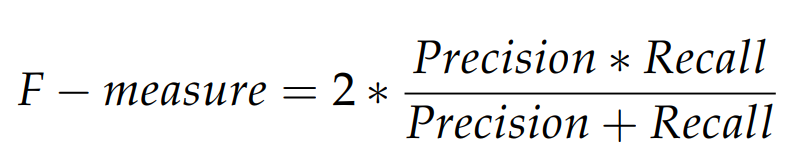 F − measure = 2 * Precision * Recall / Precision + Recall